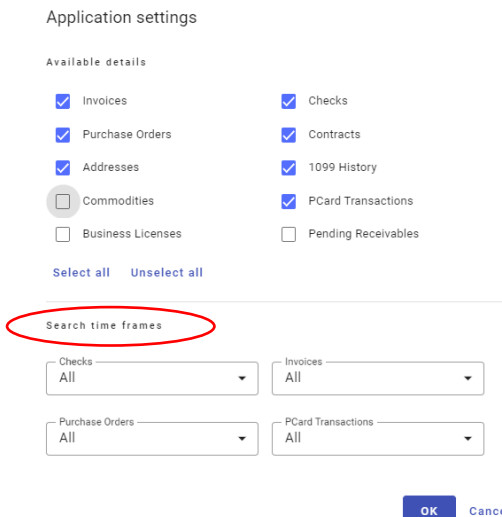 Application settings
Available details
Invoices Checks
Purchase Orders Contracts
Addresses 1099 History
Commodities PCard Transactions
Business Licenses Pending Receivables
Select all Unselect all
Search time frames
Checks Invoices
All All
Purchase Orders PCard Transactions
All All
OK Cance